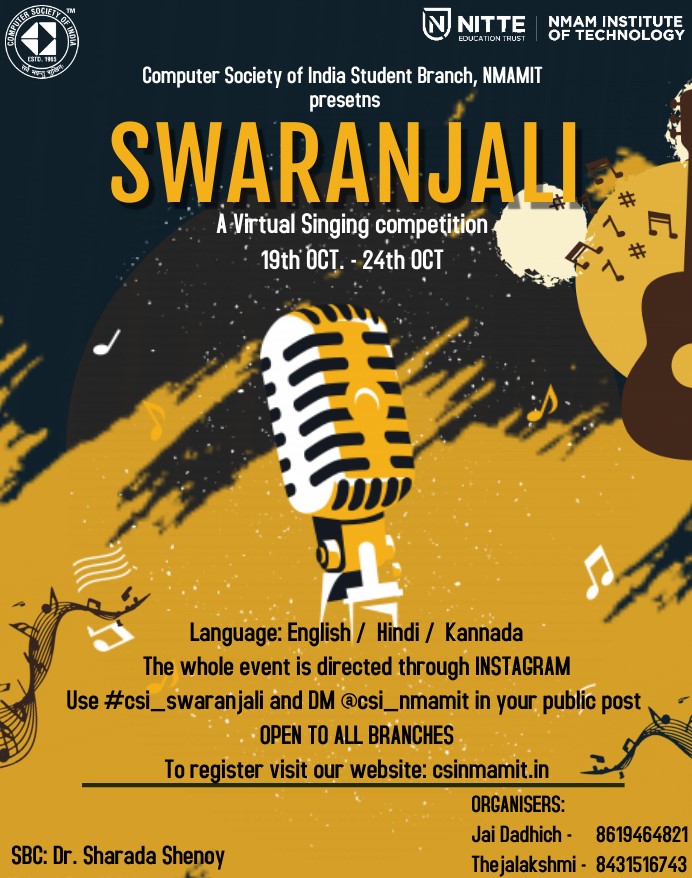 COMPUTER SOCIETY OF INDIA
TM
ESTD. 1965
NITTE
EDUCATION TRUST
NMAM INSTITUTE
OF TECHNOLOGY
Computer Society of India Student Branch, NMAMIT
presetns
SWARANJALI
A Virtual Singing competition
19th OCT. - 24th OCT
Language: English / Hindi / Kannada
The whole event is directed through INSTAGRAM
Use #csi_swaranjali and DM @csi_nmamit in your public post
OPEN TO ALL BRANCHES
To register visit our website: csinmamit.in
ORGANISERS:
Jai Dadhich - 8619464821
Thejalakshmi - 8431516743
SBC: Dr. Sharada Shenoy